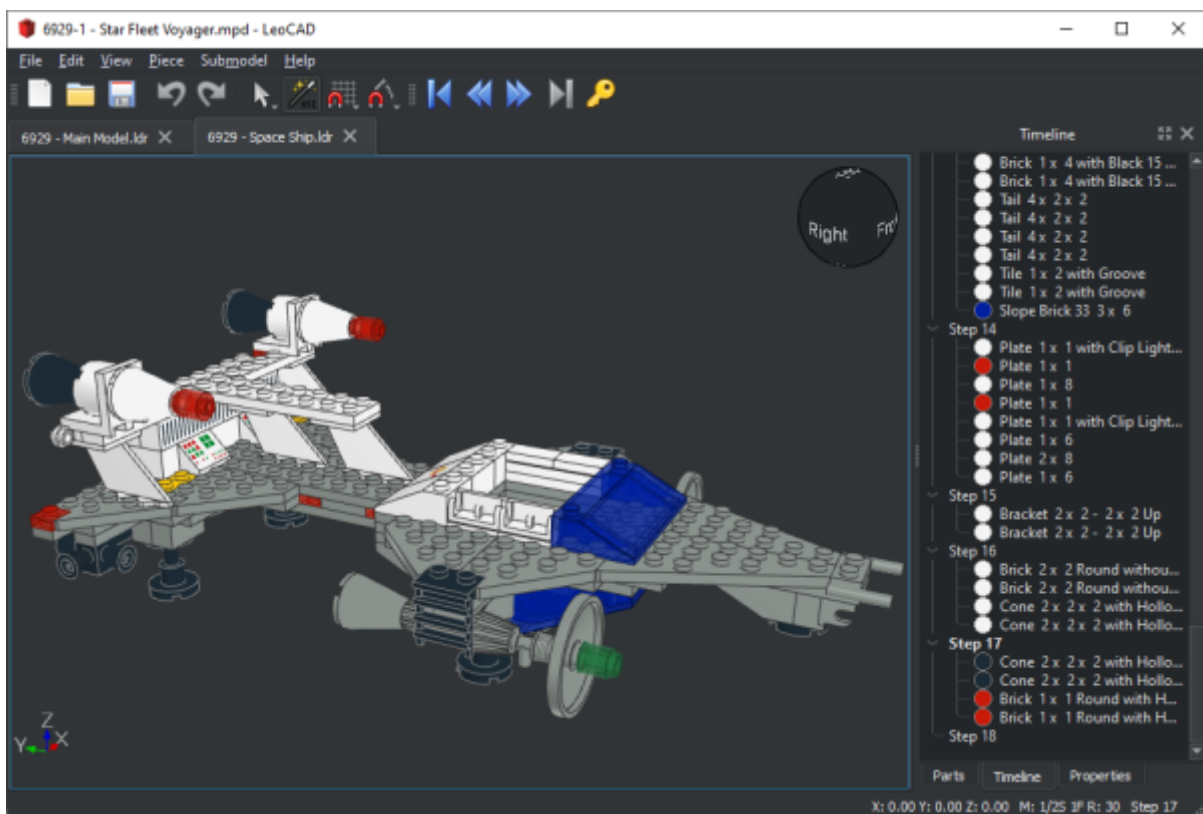 6929-1 - Star Fleet Voyager.mpd - LeoCAD
File Edit View Piece Submodel Help
6929 - Main Model.ldr
6929 - Space Ship.ldr
Timeline
Right
Z
Y
X
Brick 1 x 4 with Black 15 ...
Brick 1 x 4 with Black 15 ...
Tail 4 x 2 x 2
Tail 4 x 2 x 2
Tail 4 x 2 x 2
Tail 4 x 2 x 2
Tile 1 x 2 with Groove
Tile 1 x 2 with Groove
Slope Brick 33 3 x 6
Step 14
Plate 1 x 1 with Clip Light...
Plate 1 x 1
Plate 1 x 8
Plate 1 x 1
Plate 1 x 1 with Clip Light...
Plate 1 x 6
Plate 2 x 8
Plate 1 x 6
Step 15
Bracket 2 x 2 - 2 x 2 Up
Bracket 2 x 2 - 2 x 2 Up
Step 16
Brick 2 x 2 Round withou...
Brick 2 x 2 Round withou...
Cone 2 x 2 x 2 with Hollo...
Cone 2 x 2 x 2 with Hollo...
Step 17
Cone 2 x 2 x 2 with Hollo...
Cone 2 x 2 x 2 with Hollo...
Brick 1 x 1 Round with H...
Brick 1 x 1 Round with H...
Step 18
Parts Timeline Properties
X: 0.00 Y: 0.00 Z: 0.00 M: 1/2S 1F R: 30 Step 17